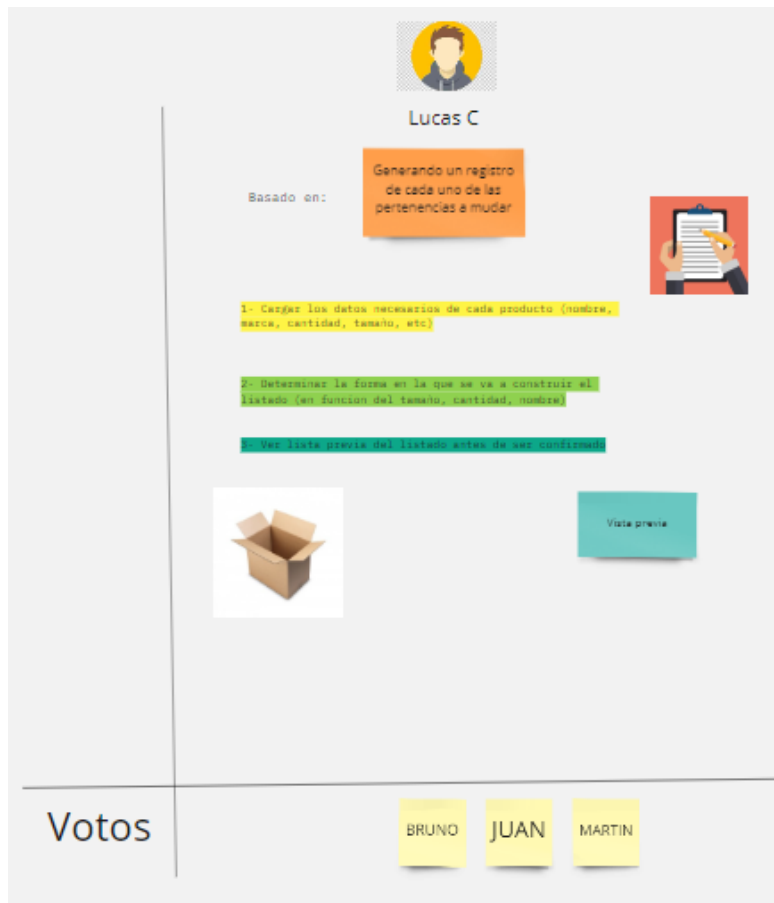 Lucas C
Basado en:
Generando un registro
de cada uno de las
pertenencias a mudar
1- Cargar los datos necesarios de cada producto (nombre,
marca, cantidad, tamaño, etc)
2- Determinar la forma en la que se va a construir el
listado (en funcion del tamaño, cantidad, nombre)
3- Ver lista previa del listado antes de ser confirmado
Vista previa
Votos
BRUNO
JUAN
MARTIN